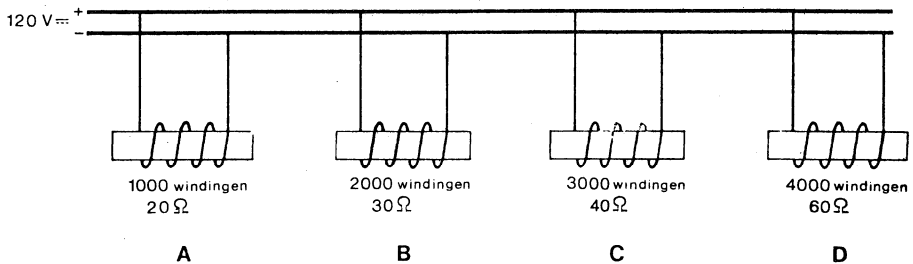 +
120 V⎓
−
1000 windingen
20 Ω
A
2000 windingen
30 Ω
B
3000 windingen
40 Ω
C
4000 windingen
60 Ω
D